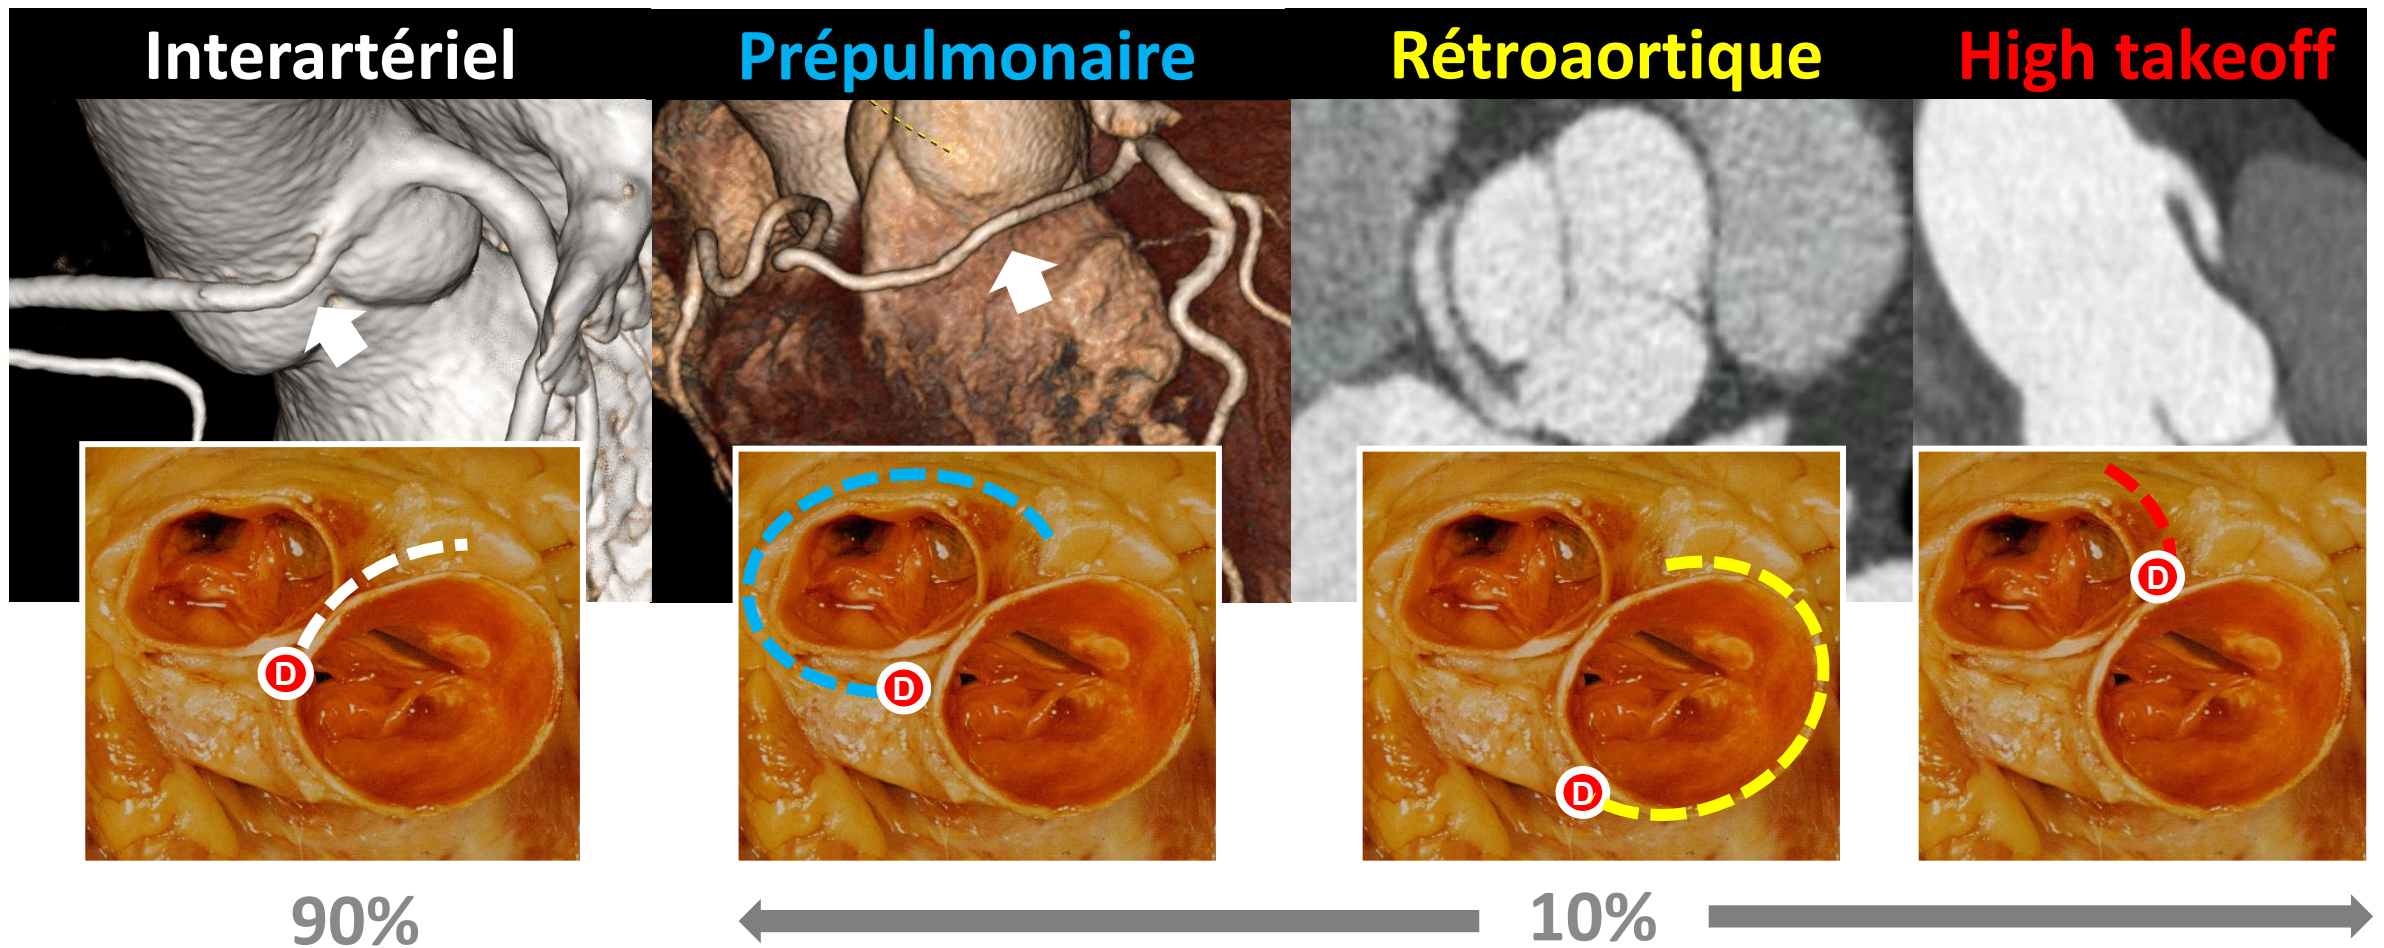 Interartériel
Prépulmonaire
Rétroaortique
High takeoff
D
D
D
D
90%
10%